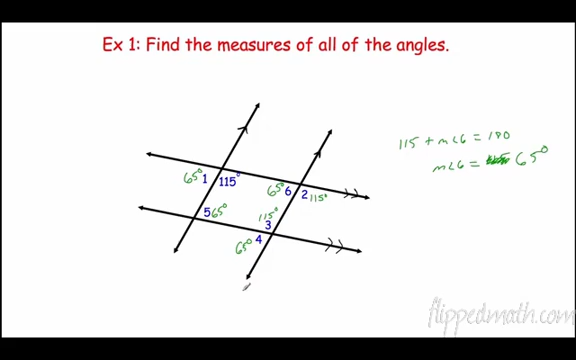 Ex 1: Find the measures of all of the angles.
115 + m∠6 = 180
m∠6 = 65°
65° 1 115°
65° 6 2 115°
5 65°
115°
3
65° 4
flippedmath.com